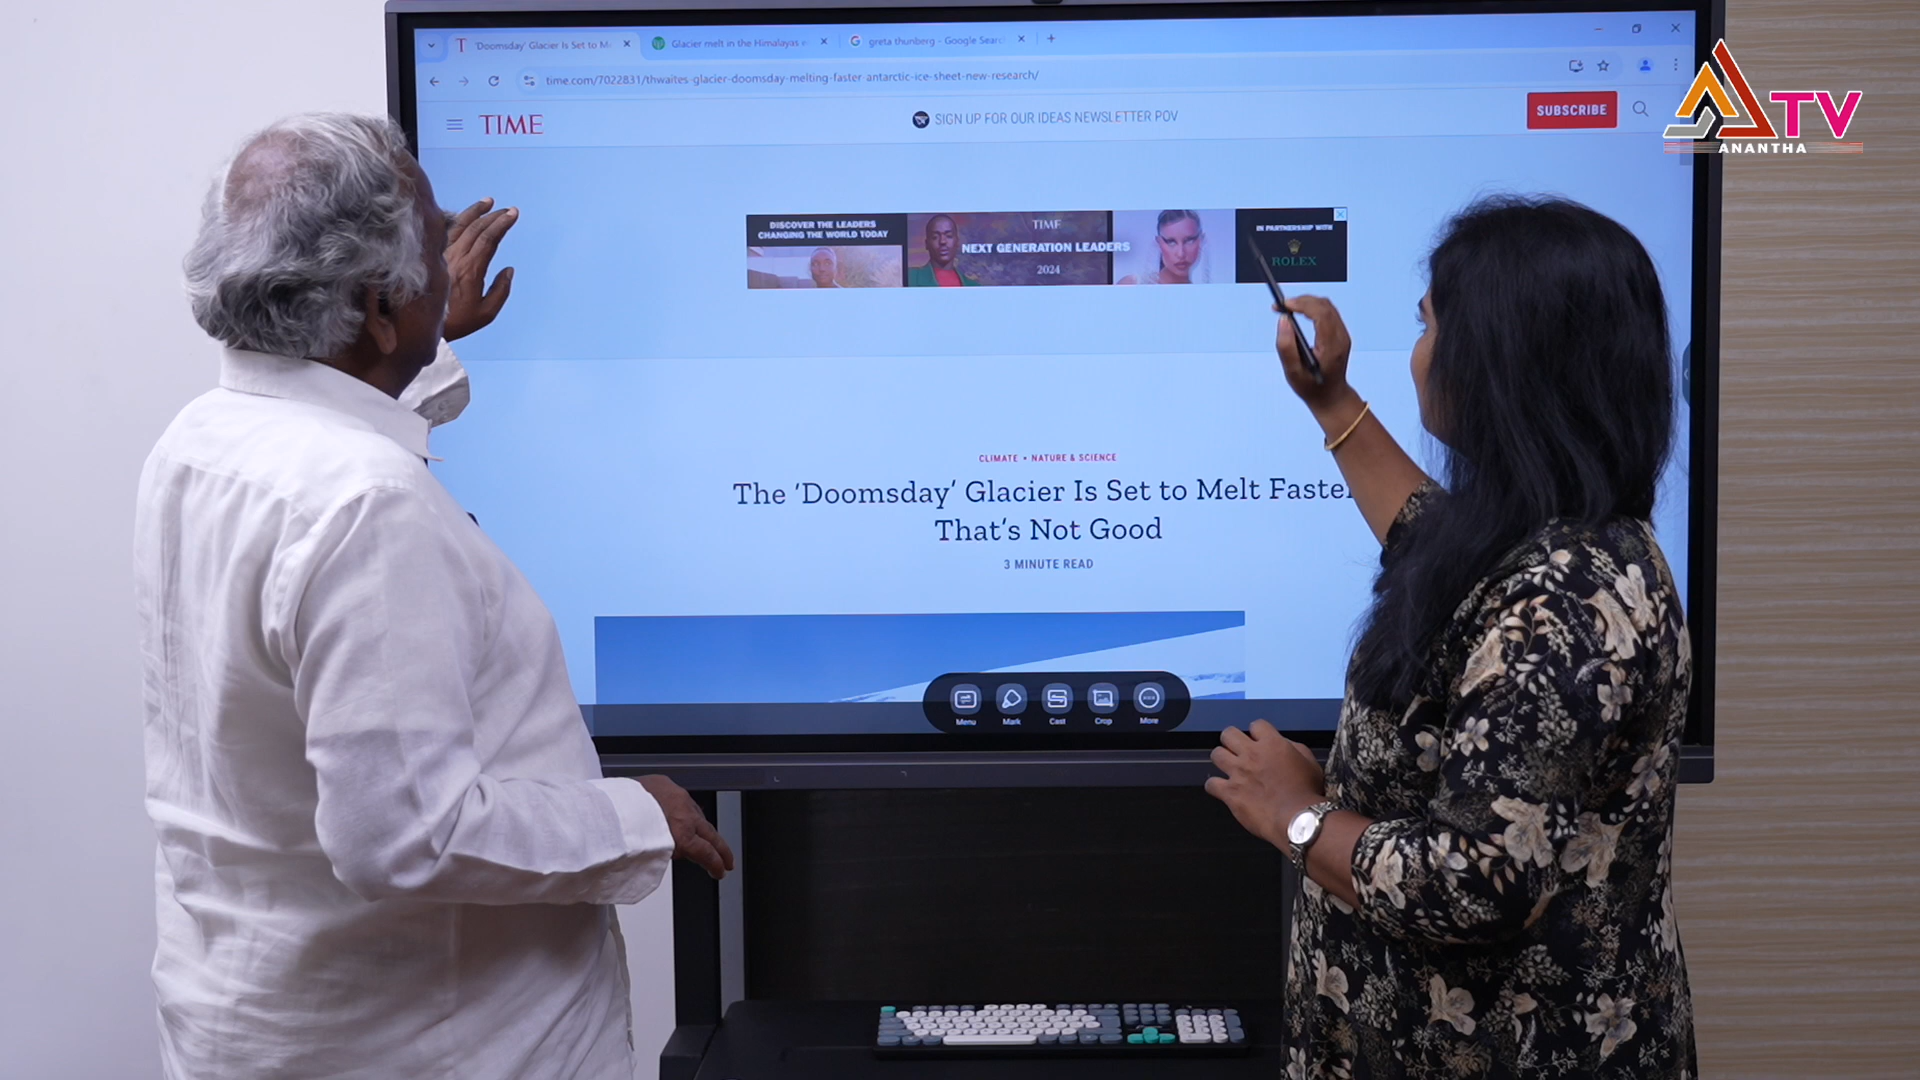 'Doomsday' Glacier Is Set to M
Glacier melt in the Himalayas
greta thunberg - Google Searc
time.com/7022831/thwaites-glacier-doomsday-melting-faster-antarctic-ice-sheet-new-research/
TIME
SIGN UP FOR OUR IDEAS NEWSLETTER POV
SUBSCRIBE
TV
ANANTHA
DISCOVER THE LEADERS
CHANGING THE WORLD TODAY
TIME
NEXT GENERATION LEADERS
2024
IN PARTNERSHIP WITH
ROLEX
CLIMATE • NATURE & SCIENCE
The 'Doomsday' Glacier Is Set to Melt Faster
That's Not Good
3 MINUTE READ
Menu Mark Cast Crop More